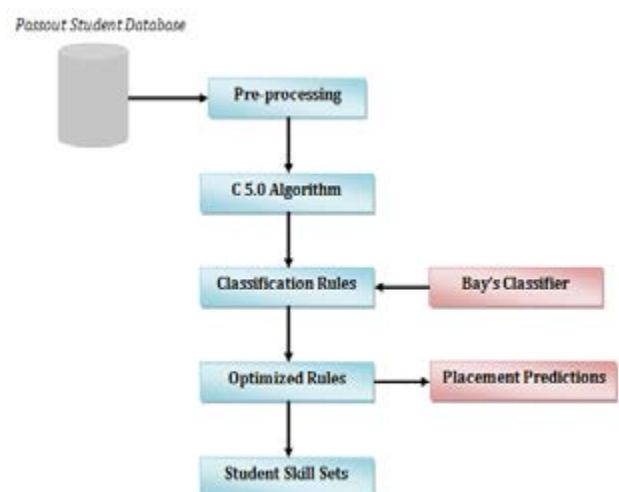 Passout Student Database
Pre-processing
C 5.0 Algorithm
Classification Rules
Bay's Classifier
Optimized Rules
Placement Predictions
Student Skill Sets